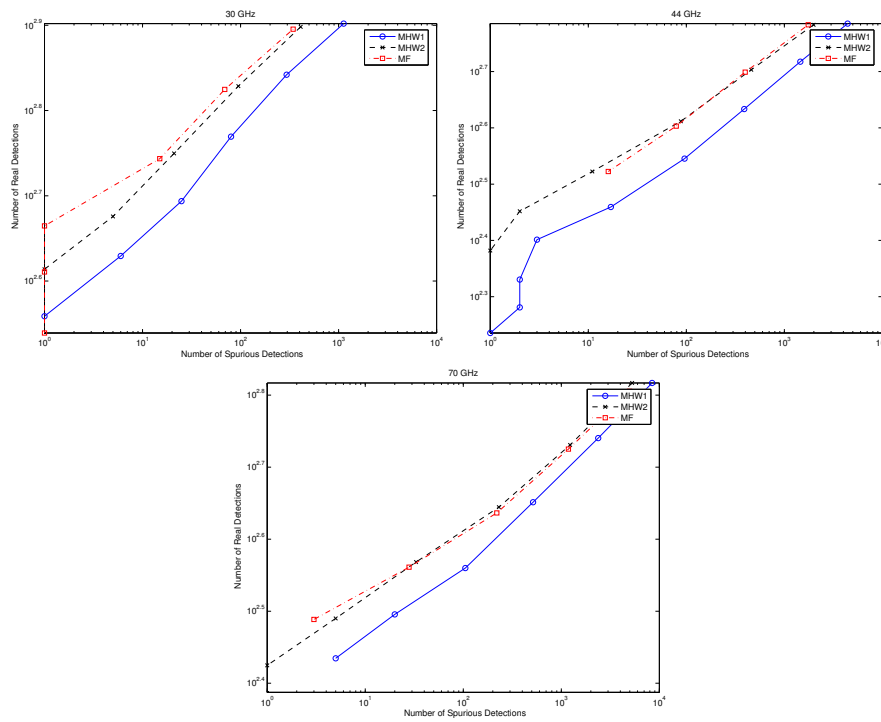 30 GHz
10^2.9
10^2.8
10^2.7
10^2.6
Number of Real Detections
10^0
10^1
10^2
10^3
10^4
Number of Spurious Detections
MHW1
MHW2
MF
44 GHz
10^2.7
10^2.6
10^2.5
10^2.4
10^2.3
Number of Real Detections
10^0
10^1
10^2
10^3
10
Number of Spurious Detections
MHW1
MHW2
MF
70 GHz
10^2.8
10^2.7
10^2.6
10^2.5
10^2.4
Number of Real Detections
10^0
10^1
10^2
10^3
10^4
Number of Spurious Detections
MHW1
MHW2
MF